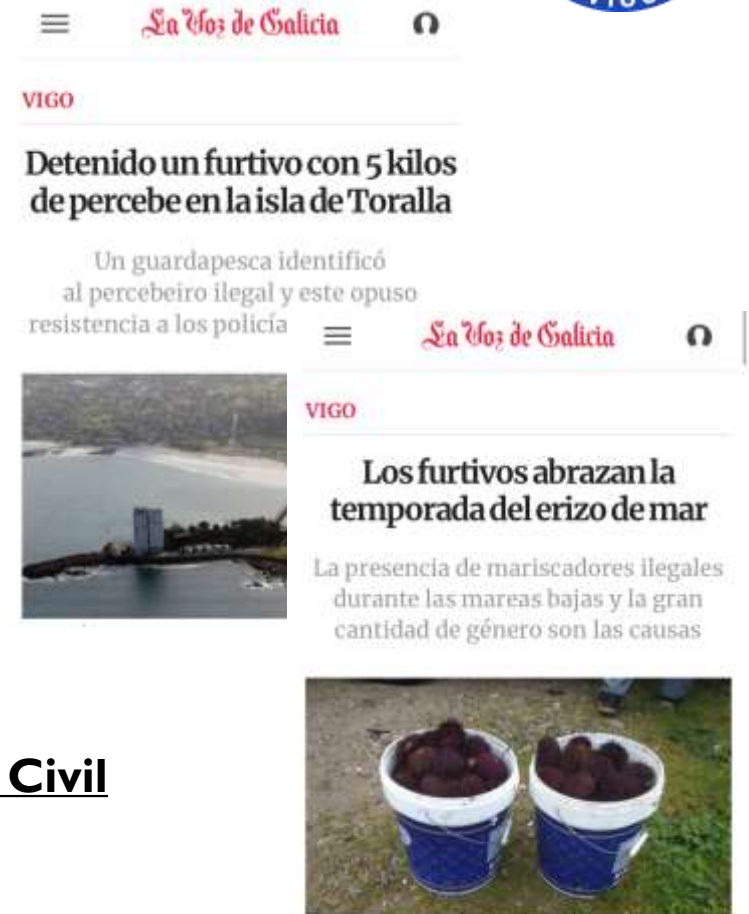 VIGO
La Voz de Galicia
VIGO
Detenido un furtivo con 5 kilos
de percebe en la isla de Toralla
Un guardapesca identificó
al percebeiro ilegal y este opuso
resistencia a los policía
La Voz de Galicia
VIGO
Los furtivos abrazan la
temporada del erizo de mar
La presencia de mariscadores ilegales
durante las mareas bajas y la gran
cantidad de género son las causas
Civil